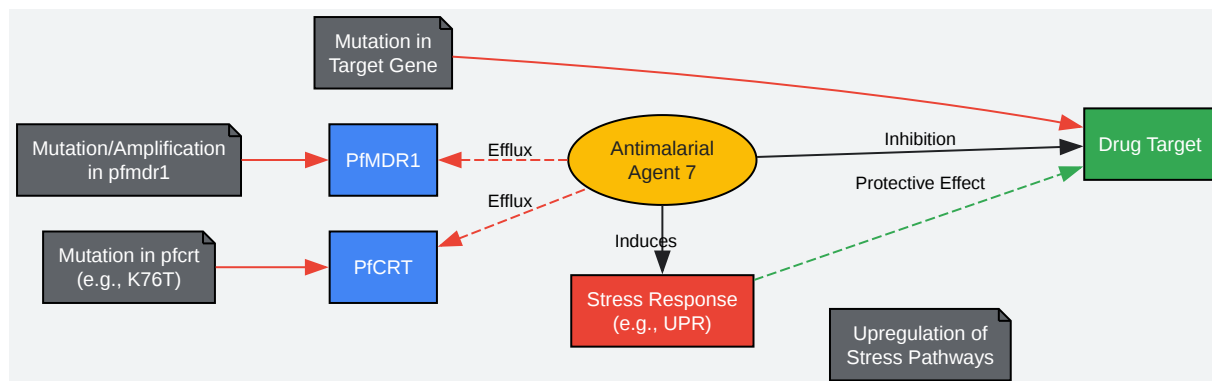 Mutation in
Target Gene
Mutation/Amplification
in pfmdr1
PfMDR1
Efflux
Antimalarial
Agent 7
Inhibition
Drug Target
Protective Effect
Efflux
Mutation in pfcrt
(e.g., K76T)
PfCRT
Induces
Stress Response
(e.g., UPR)
Upregulation of
Stress Pathways